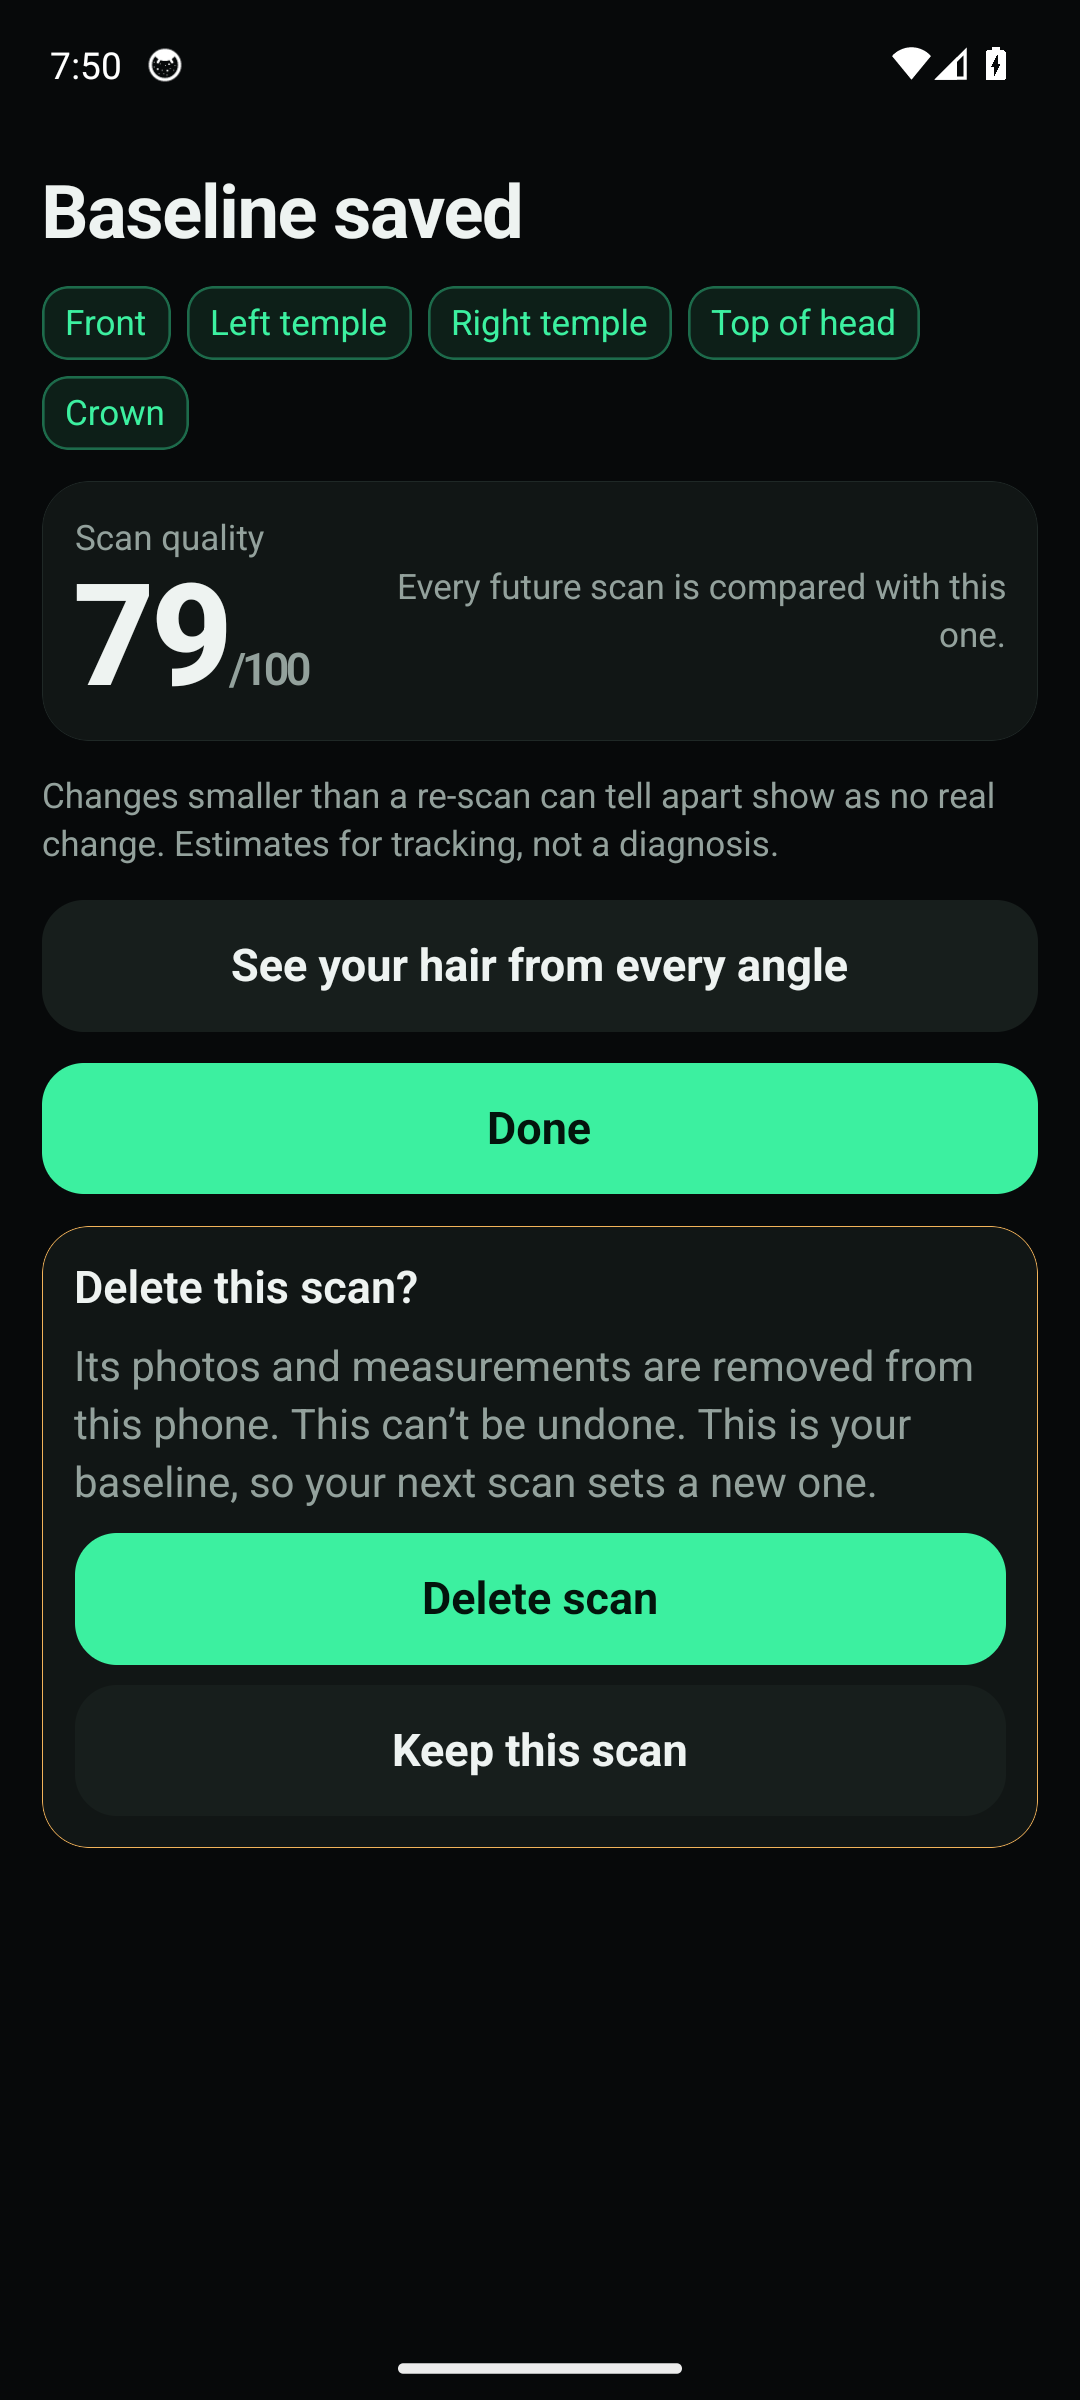 7:50
Baseline saved
Front
Left temple
Right temple
Top of head
Crown
Scan quality
79/100
Every future scan is compared with this
one.
Changes smaller than a re-scan can tell apart show as no real
change. Estimates for tracking, not a diagnosis.
See your hair from every angle
Done
Delete this scan?
Its photos and measurements are removed from
this phone. This can’t be undone. This is your
baseline, so your next scan sets a new one.
Delete scan
Keep this scan